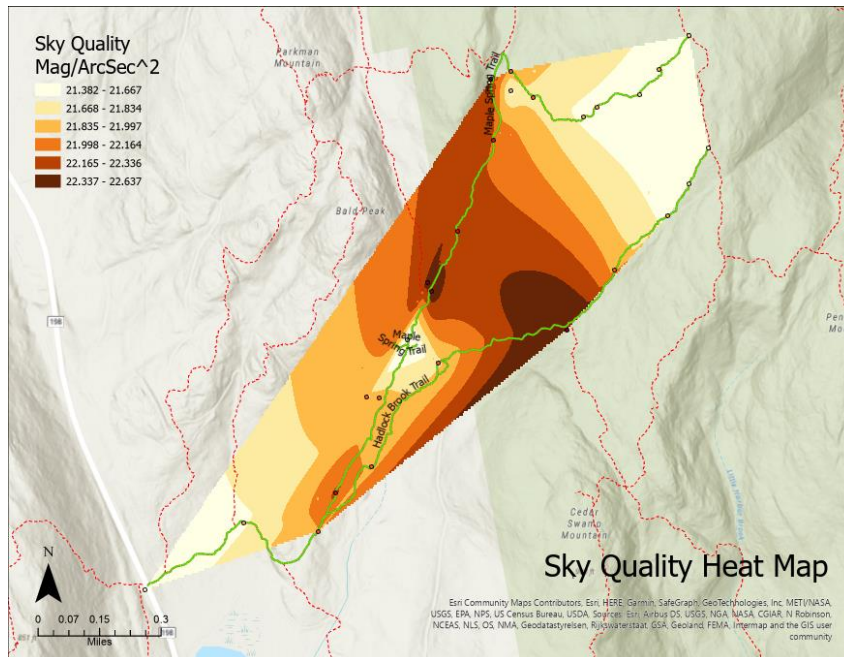 Sky Quality
Mag/ArcSec^2
21.382 - 21.667
21.668 - 21.834
21.835 - 21.997
21.998 - 22.164
22.165 - 22.336
22.337 - 22.637
Parkman
Mountain
Maple Spring Trail
Bald Peak
198
Maple
Spring Trail
Hadlock Brook Trail
Cedar
Swamp
Mountain
Little Harbor Brook
N
0 0.07 0.15 0.3
Miles
198
Sky Quality Heat Map
Esri Community Maps Contributors, Esri, HERE, Garmin, SafeGraph, GeoTechnologies, Inc, METI/NASA,
USGS, EPA, NPS, US Census Bureau, USDA, Sources: Esri, Airbus DS, USGS, NGA, NASA, CGIAR, N Robinson,
NCEAS, NLS, OS, NMA, Geodatastyrelsen, Rijkswaterstaat, GSA, Geoland, FEMA, Intermap and the GIS user
community